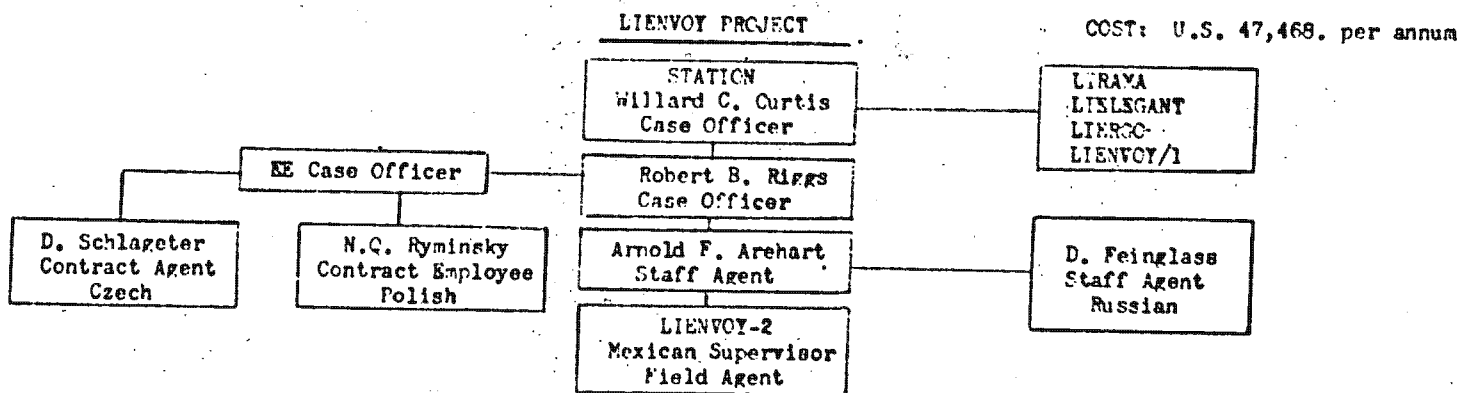 LIENVOY PROJECT
COST: U.S. 47,468. per annum
STATION
Willard C. Curtis
Case Officer
LIELEGANT
LIENVOY/1
EE Case Officer
Robert B. Riggs
Case Officer
D. Schlageter
Contract Agent
Czech
N.Q. Ryminsky
Contract Employee
Polish
Arnold F. Arehart
Staff Agent
D. Feinglass
Staff Agent
Russian
LIENVOY-2
Mexican Supervisor
Field Agent